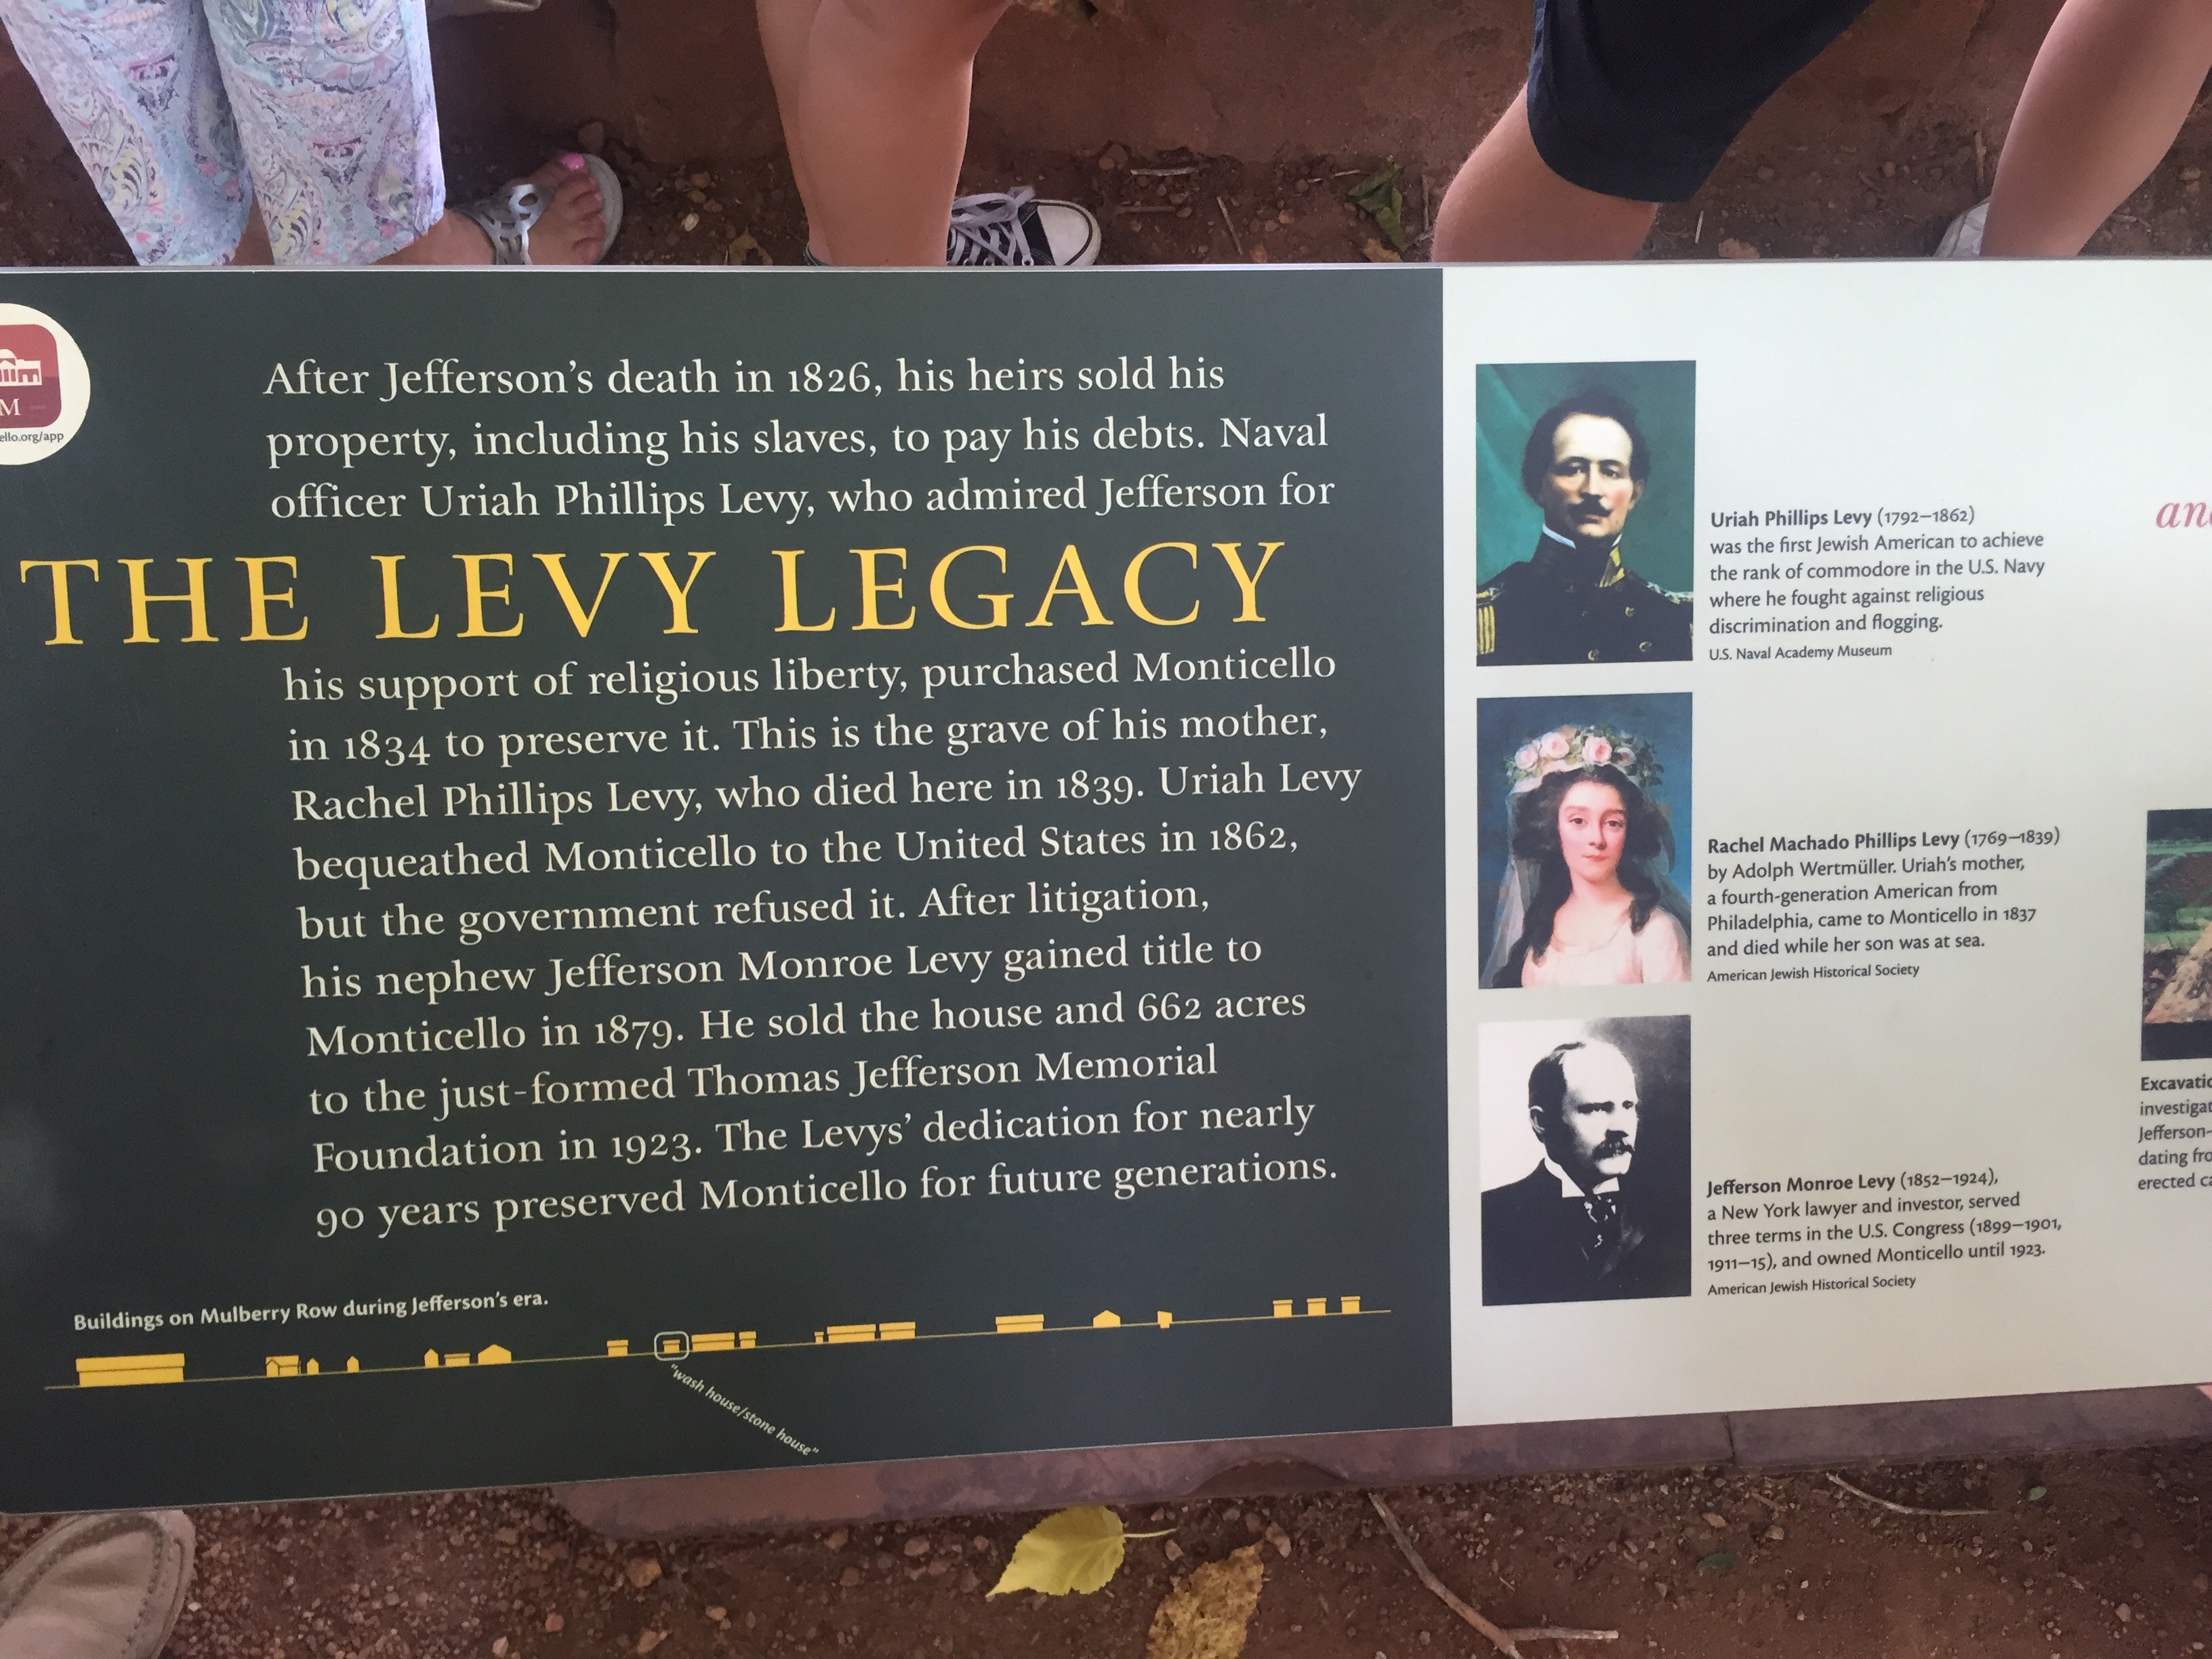 M
ello.org/app
After Jefferson's death in 1826, his heirs sold his
property, including his slaves, to pay his debts. Naval
officer Uriah Phillips Levy, who admired Jefferson for
THE LEVY LEGACY
his support of religious liberty, purchased Monticello
in 1834 to preserve it. This is the grave of his mother,
Rachel Phillips Levy, who died here in 1839. Uriah Levy
bequeathed Monticello to the United States in 1862,
but the government refused it. After litigation,
his nephew Jefferson Monroe Levy gained title to
Monticello in 1879. He sold the house and 662 acres
to the just-formed Thomas Jefferson Memorial
Foundation in 1923. The Levys' dedication for nearly
90 years preserved Monticello for future generations.
Buildings on Mulberry Row during Jefferson's era.
"wash house/stone house"
Uriah Phillips Levy (1792–1862)
was the first Jewish American to achieve
the rank of commodore in the U.S. Navy
where he fought against religious
discrimination and flogging.
U.S. Naval Academy Museum
Rachel Machado Phillips Levy (1769–1839)
by Adolph Wertmüller. Uriah's mother,
a fourth-generation American from
Philadelphia, came to Monticello in 1837
and died while her son was at sea.
American Jewish Historical Society
Jefferson Monroe Levy (1852–1924),
a New York lawyer and investor, served
three terms in the U.S. Congress (1899–1901,
1911–15), and owned Monticello until 1923.
American Jewish Historical Society
an
Excavatio
investigat
Jefferson-
dating fro
erected ca